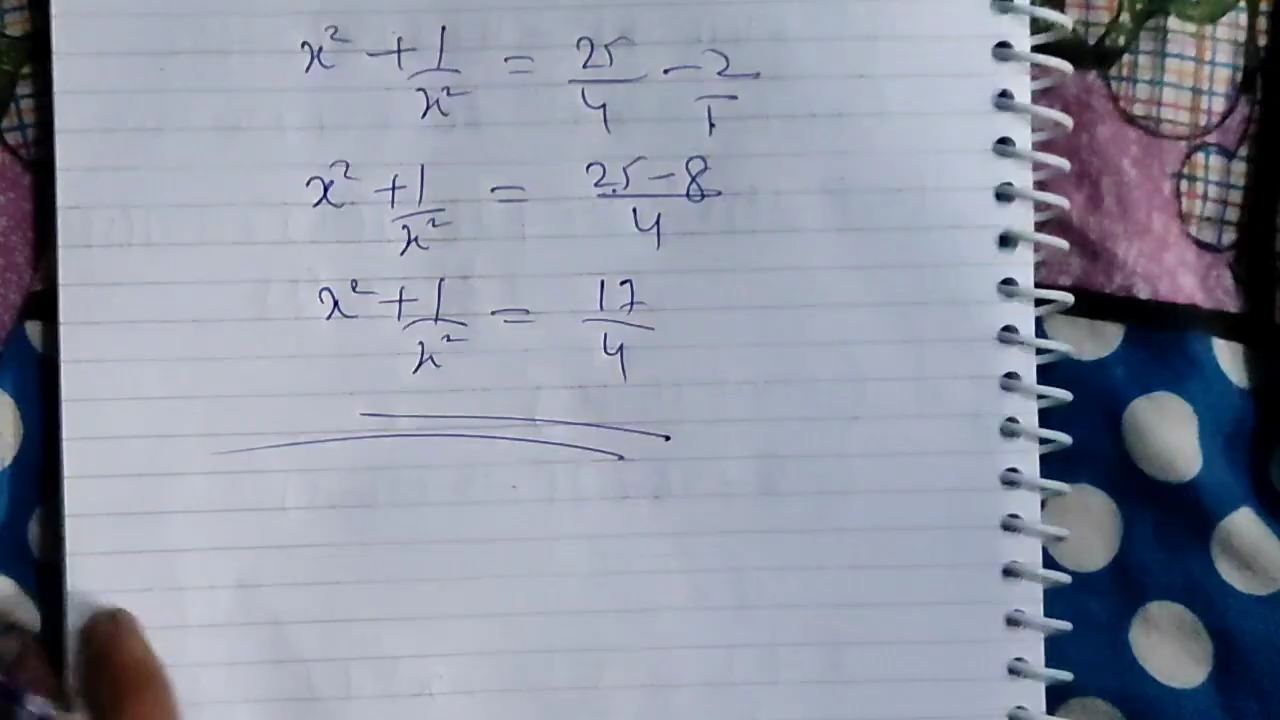 x² + 1/x² = 25/4 - 2/1
x² + 1/x² = 25-8/4
x² + 1/x² = 17/4